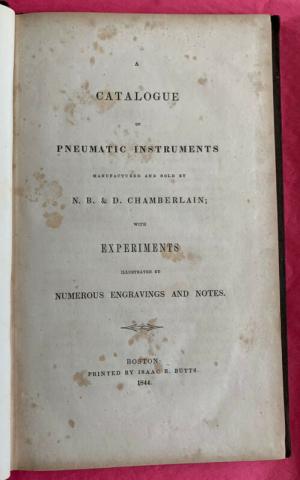 A
CATALOGUE
OF
PNEUMATIC INSTRUMENTS
MANUFACTURED AND SOLD BY
N. B. & D. CHAMBERLAIN;
WITH
EXPERIMENTS
ILLUSTRATED BY
NUMEROUS ENGRAVINGS AND NOTES.
BOSTON:
PRINTED BY ISAAC R. BUTTS.
1844.